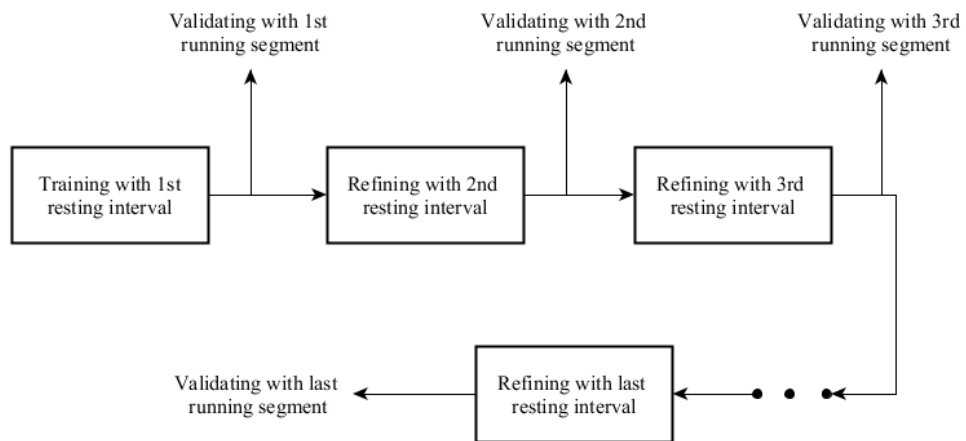 Validating with 1st
running segment
Validating with 2nd
running segment
Validating with 3rd
running segment
Training with 1st
resting interval
Refining with 2nd
resting interval
Refining with 3rd
resting interval
Validating with last
running segment
Refining with last
resting interval